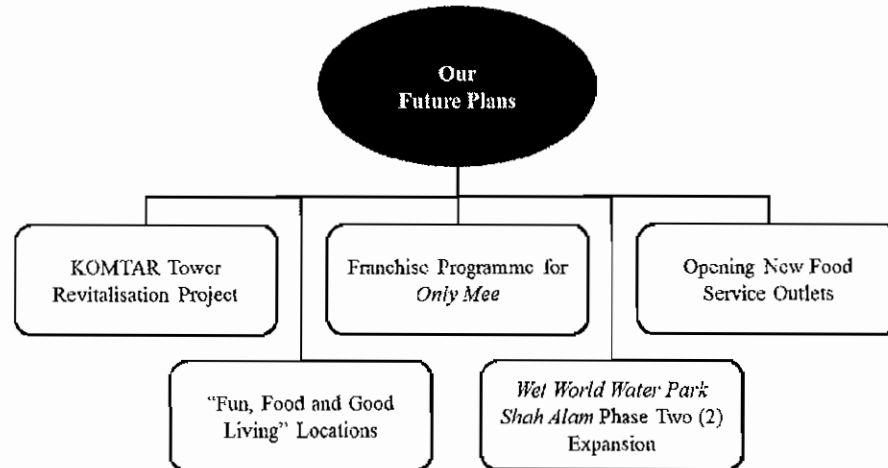 Our
Future Plans
KOMTAR Tower
Revitalisation Project
Franchise Programme for
Only Mee
Opening New Food
Service Outlets
"Fun, Food and Good
Living" Locations
Wet World Water Park
Shah Alam Phase Two (2)
Expansion